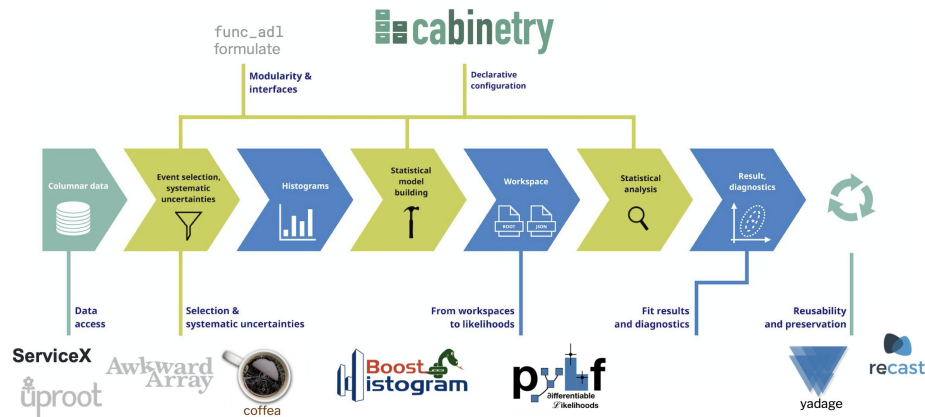 func_adl
formulate
cabinetry
Modularity &
interfaces
Declarative
configuration
Columnar data
Event selection,
systematic
uncertainties
Histograms
Statistical
model
building
Workspace
ROOT
JSON
Statistical
analysis
Result,
diagnostics
Data
access
Selection &
systematic uncertainties
From workspaces
to likelihoods
Fit results
and diagnostics
Reusability
and preservation
ServiceX
uproot
Awkward
Array
coffea
Boost
istogram
pyhf
differentiable
Likelihoods
yadage
recast